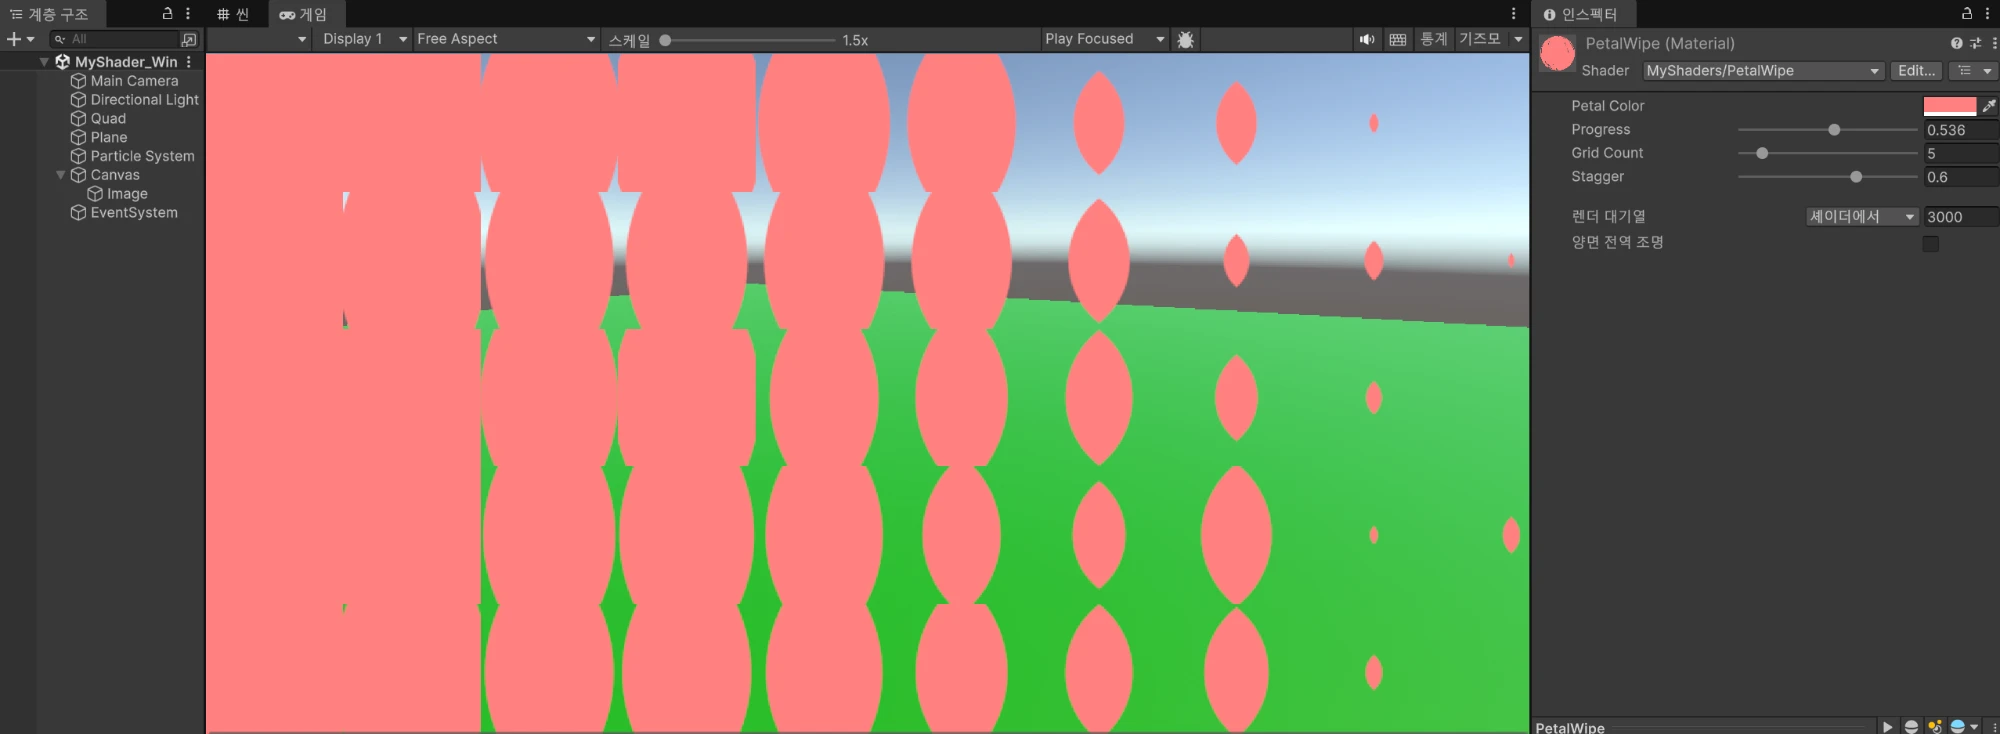 계층 구조
All
MyShader_Win
Main Camera
Directional Light
Quad
Plane
Particle System
Canvas
Image
EventSystem
씬
게임
Display 1
Free Aspect
스케일
1.5x
Play Focused
통계
기즈모
인스펙터
PetalWipe (Material)
Shader
MyShaders/PetalWipe
Edit...
Petal Color
Progress
0.536
Grid Count
5
Stagger
0.6
렌더 대기열
셰이더에서
3000
양면 전역 조명
PetalWipe